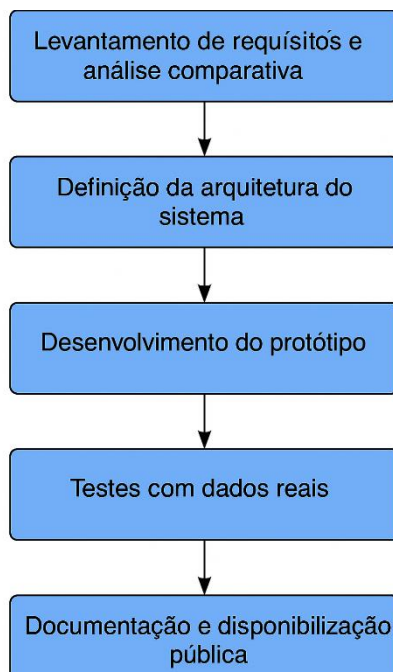 Levantamento de requísitós e
análise comparativa
Definição da arquitetura do
sistema
Desenvolvimento do protótipo
Testes com dados reais
Documentação e disponibilização
pública